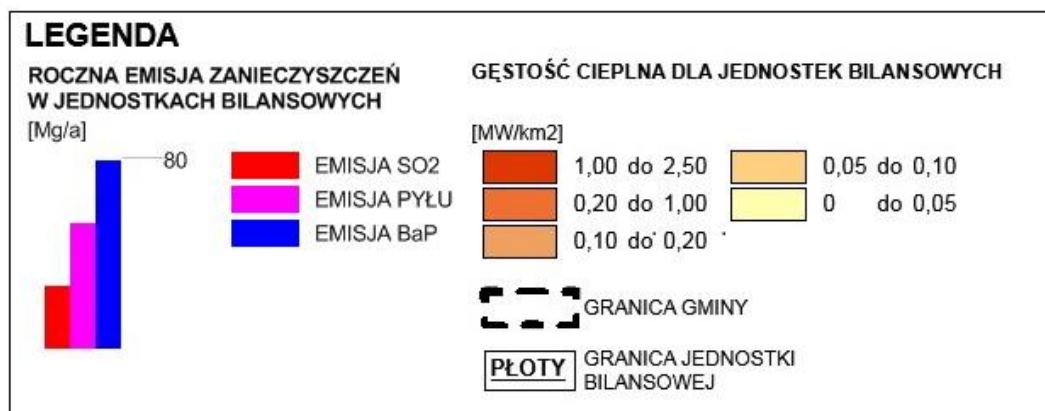 LEGENDA
ROCZNA EMISJA ZANIECZYSZCZEŃ
W JEDNOSTKACH BILANSOWYCH
[Mg/a]
80
EMISJA SO2
EMISJA PYŁU
EMISJA BaP
GĘSTOŚĆ CIEPLNA DLA JEDNOSTEK BILANSOWYCH
[MW/km2]
1,00 do 2,50
0,20 do 1,00
0,10 do 0,20
0,05 do 0,10
0 do 0,05
GRANICA GMINY
PŁOTY
GRANICA JEDNOSTKI
BILANSOWEJ